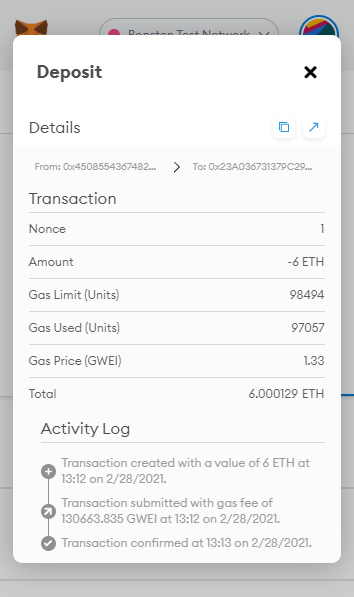 Ropsten Test Network
Deposit
Details
From: 0x4508554367482...
To: 0x23A036731379C29...
Transaction
Nonce 1
Amount -6 ETH
Gas Limit (Units) 98494
Gas Used (Units) 97057
Gas Price (GWEI) 1.33
Total 6.000129 ETH
Activity Log
Transaction created with a value of 6 ETH at
13:12 on 2/28/2021.
Transaction submitted with gas fee of
130663.835 GWEI at 13:12 on 2/28/2021.
Transaction confirmed at 13:13 on 2/28/2021.